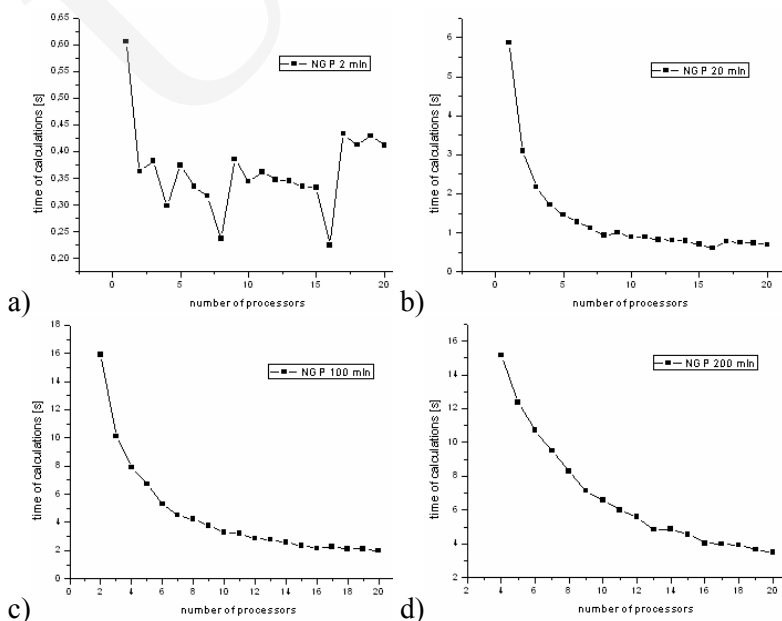 0,65
0,60
0,55
0,50
0,45
0,40
0,35
0,30
0,25
0,20
time of calculations [s]
NG P 2 mln
0 5 10 15 20
number of processors
a)
6
5
4
3
2
1
0
time of calculations [s]
NG P 20 mln
0 5 10 15 20
number of processors
b)
18
16
14
12
10
8
6
4
2
0
time of calculations [s]
NG P 100 mln
0 2 4 6 8 10 12 14 16 18 20
number of processors
c)
16
14
12
10
8
6
4
2
time of calculations [s]
NG P 200 mln
2 4 6 8 10 12 14 16 18 20
number of processors
d)